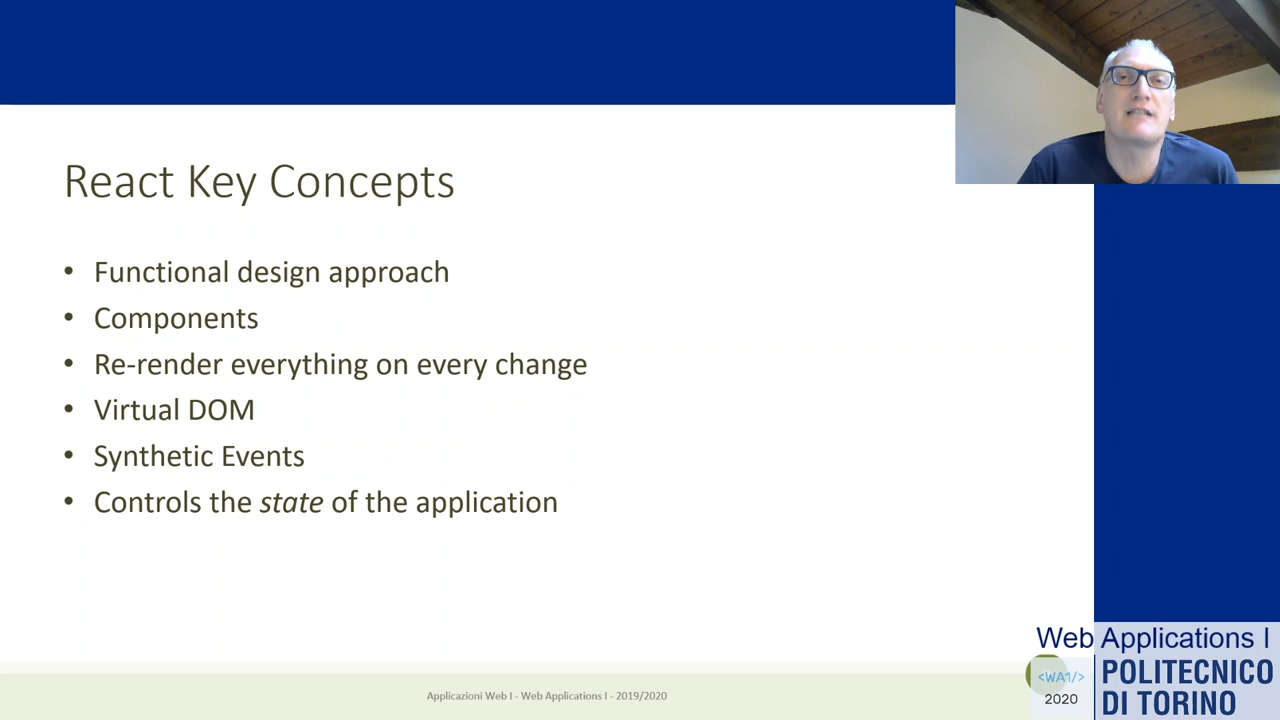 React Key Concepts
• Functional design approach
• Components
• Re-render everything on every change
• Virtual DOM
• Synthetic Events
• Controls the state of the application
Applicazioni Web I - Web Applications I - 2019/2020
Web Applications I
<WA1/>
2020
POLITECNICO
DI TORINO